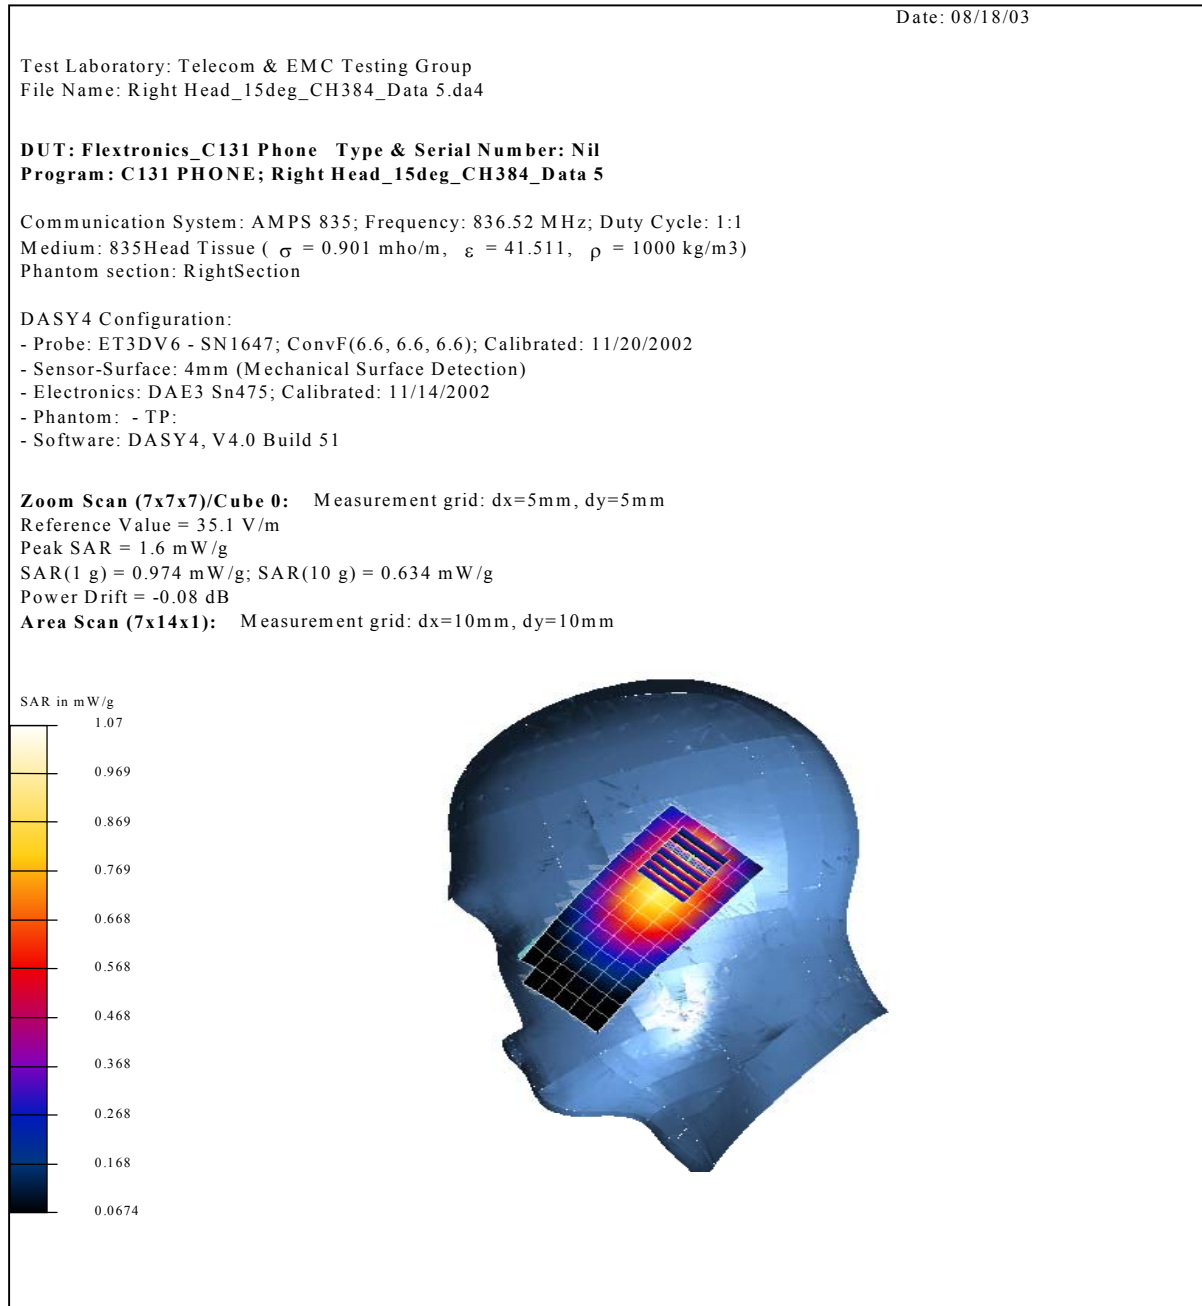 Date: 08/18/03
Test Laboratory: Telecom & EMC Testing Group
File Name: Right Head_15deg_CH384_Data 5.da4
DUT: Flextronics_C131 Phone   Type & Serial Number: Nil
Program: C131 PHONE; Right Head_15deg_CH384_Data 5
Communication System: AMPS 835; Frequency: 836.52 MHz; Duty Cycle: 1:1
Medium: 835Head Tissue ( σ = 0.901 mho/m, ε = 41.511, ρ = 1000 kg/m3)
Phantom section: RightSection
DASY4 Configuration:
- Probe: ET3DV6 - SN1647; ConvF(6.6, 6.6, 6.6); Calibrated: 11/20/2002
- Sensor-Surface: 4mm (Mechanical Surface Detection)
- Electronics: DAE3 Sn475; Calibrated: 11/14/2002
- Phantom: - TP:
- Software: DASY4, V4.0 Build 51
Zoom Scan (7x7x7)/Cube 0: Measurement grid: dx=5mm, dy=5mm
Reference Value = 35.1 V/m
Peak SAR = 1.6 mW/g
SAR(1 g) = 0.974 mW/g; SAR(10 g) = 0.634 mW/g
Power Drift = -0.08 dB
Area Scan (7x14x1): Measurement grid: dx=10mm, dy=10mm
SAR in mW/g
1.07
0.969
0.869
0.769
0.668
0.568
0.468
0.368
0.268
0.168
0.0674